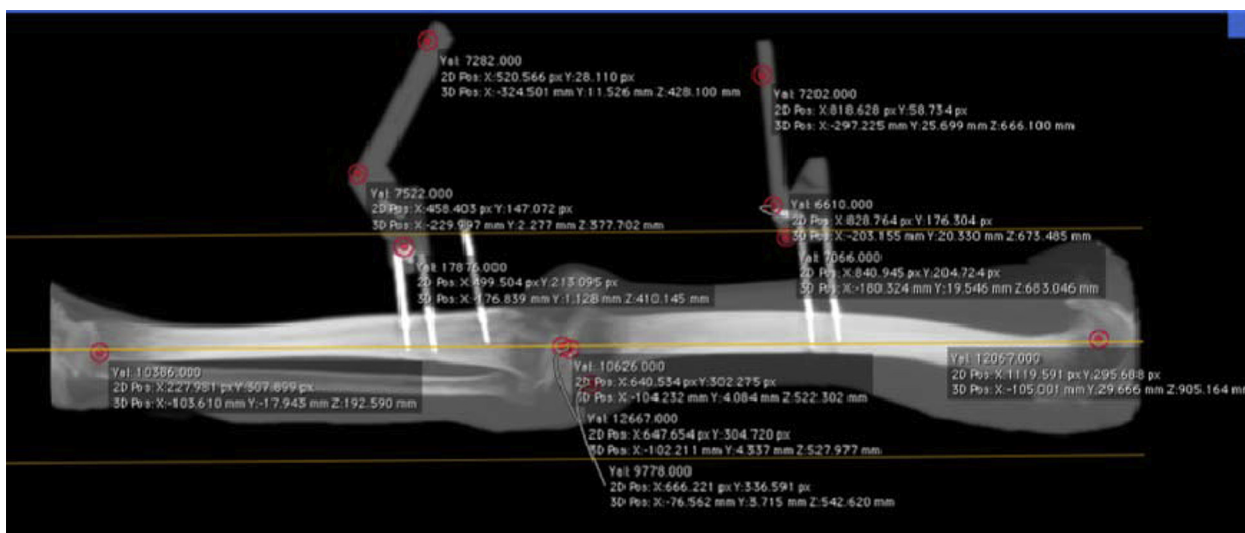 Val: 7282.000
2D Pos: X:520.566 px Y:28.110 px
3D Pos: X:-324.501 mm Y:11.526 mm Z:428.100 mm
Val: 7202.000
2D Pos: X:818.628 px Y:58.734 px
3D Pos: X:-297.225 mm Y:25.699 mm Z:666.100 mm
Val: 7522.000
2D Pos: X:458.403 px Y:147.072 px
3D Pos: X:-229.997 mm Y:2.277 mm Z:377.702 mm
Val: 6610.000
2D Pos: X:828.764 px Y:176.304 px
3D Pos: X:-203.155 mm Y:20.330 mm Z:673.485 mm
Val: 7066.000
2D Pos: X:840.945 px Y:204.724 px
3D Pos: X:-180.324 mm Y:19.546 mm Z:683.046 mm
Val: 17876.000
2D Pos: X:499.504 px Y:213.095 px
3D Pos: X:-176.839 mm Y:1.128 mm Z:410.145 mm
Val: 10386.000
2D Pos: X:227.981 px Y:307.899 px
3D Pos: X:-103.610 mm Y:-17.943 mm Z:192.590 mm
Val: 10626.000
2D Pos: X:640.534 px Y:302.275 px
3D Pos: X:-104.232 mm Y:4.084 mm Z:522.302 mm
Val: 12067.000
2D Pos: X:1119.591 px Y:295.688 px
3D Pos: X:-105.001 mm Y:29.666 mm Z:905.164 mm
Val: 12667.000
2D Pos: X:647.654 px Y:304.720 px
3D Pos: X:-102.211 mm Y:4.337 mm Z:527.977 mm
Val: 9778.000
2D Pos: X:666.221 px Y:336.591 px
3D Pos: X:-76.562 mm Y:3.715 mm Z:542.620 mm